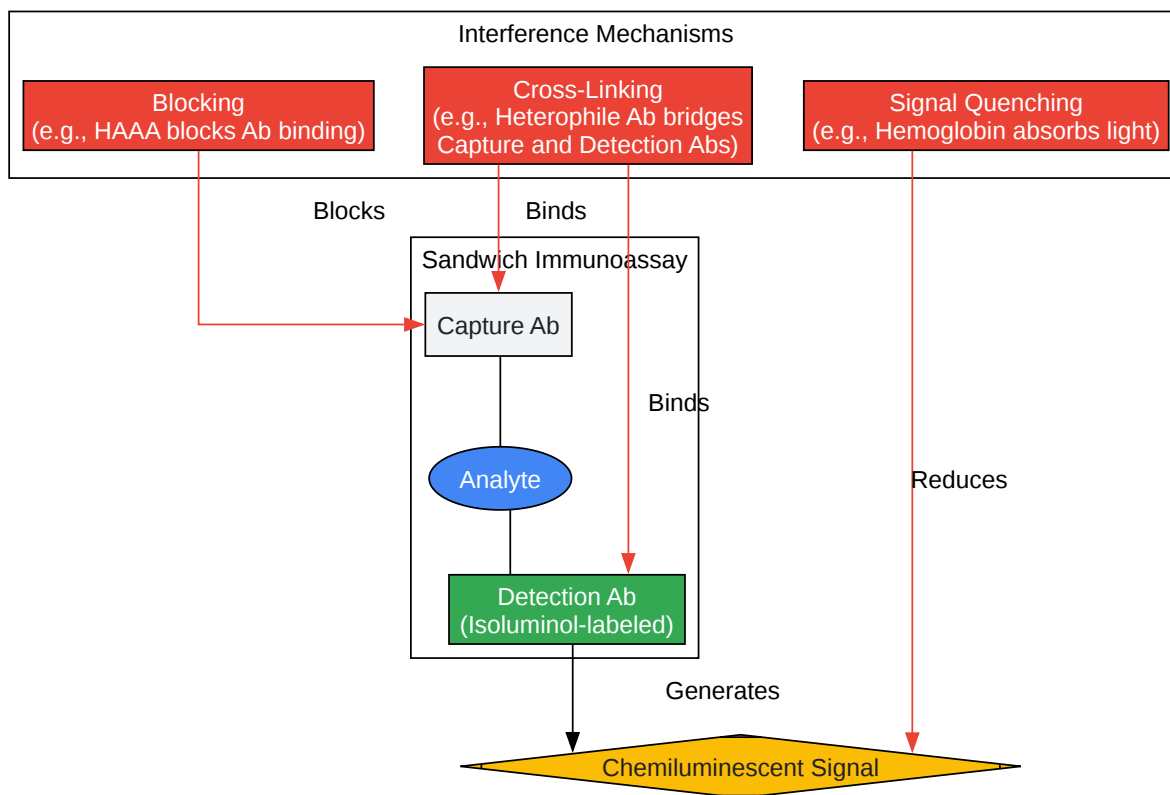 Interference Mechanisms
Blocking
(e.g., HAAA blocks Ab binding)
Cross-Linking
(e.g., Heterophile Ab bridges
Capture and Detection Abs)
Signal Quenching
(e.g., Hemoglobin absorbs light)
Blocks
Binds
Sandwich Immunoassay
Capture Ab
Binds
Analyte
Reduces
Detection Ab
(Isoluminol-labeled)
Generates
Chemiluminescent Signal